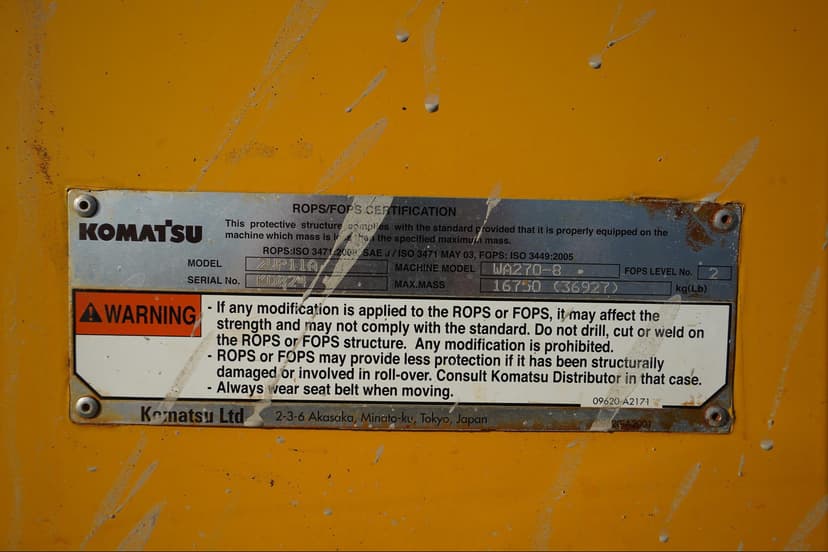 ROPS/FOPS CERTIFICATION
KOMATSU
This protective structure complies with the standard provided that it is properly equipped on the
machine which mass is less than the specified maximum mass.
ROPS:ISO 3471:2008, SAE J / ISO 3471 MAY 03, FOPS: ISO 3449:2005
MODEL MACHINE MODEL WA270-8 FOPS LEVEL No. 2
SERIAL No. MAX.MASS 16750 (36927) kg(Lb)
WARNING
- If any modification is applied to the ROPS or FOPS, it may affect the
strength and may not comply with the standard. Do not drill, cut or weld on
the ROPS or FOPS structure. Any modification is prohibited.
- ROPS or FOPS may provide less protection if it has been structurally
damaged or involved in roll-over. Consult Komatsu Distributor in that case.
- Always wear seat belt when moving.
09620-A2171
Komatsu Ltd 2-3-6 Akasaka, Minato-ku, Tokyo, Japan